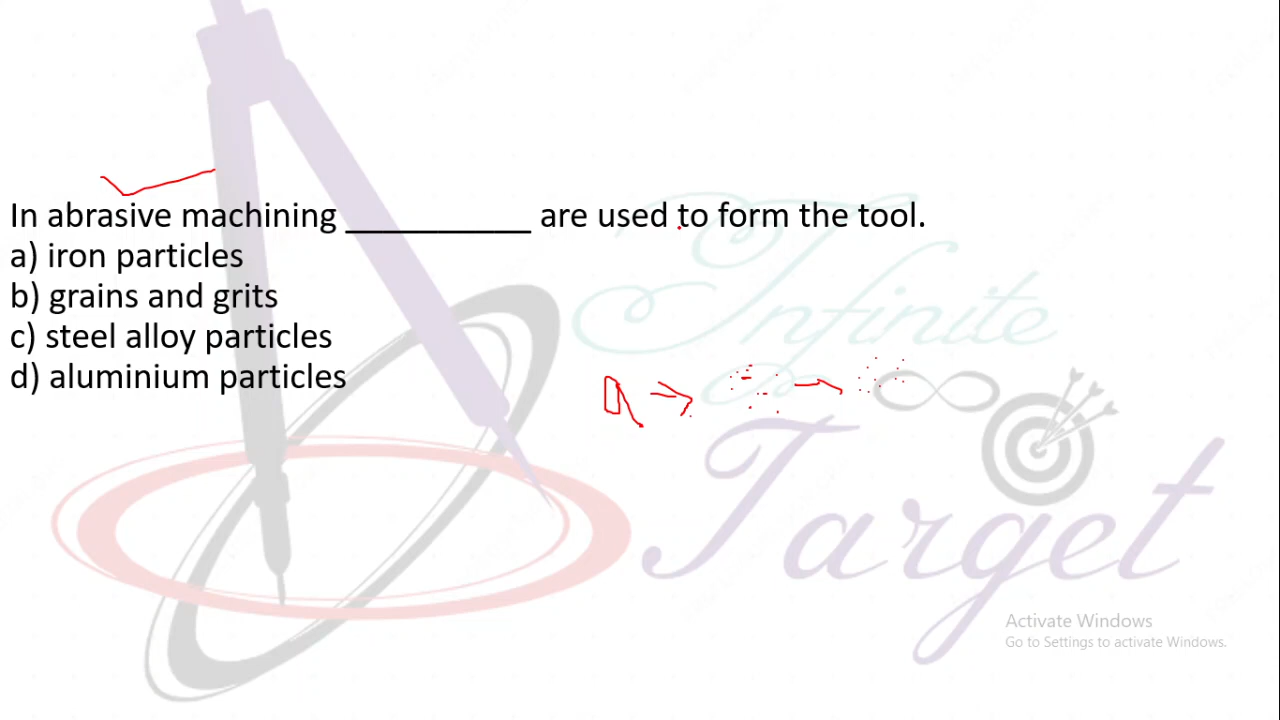 In abrasive machining ___________ are used to form the tool.
a) iron particles
b) grains and grits
c) steel alloy particles
d) aluminium particles
Infinite
Target
Activate Windows
Go to Settings to activate Windows.